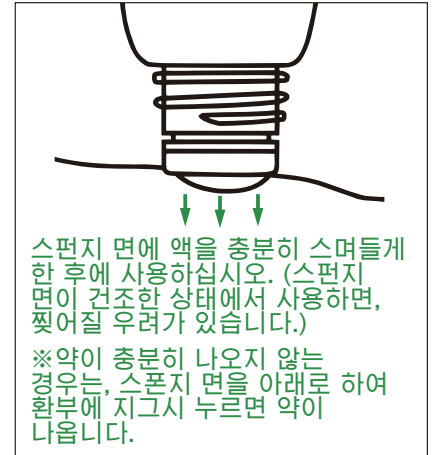 스펀지 면에 액을 충분히 스며들게
한 후에 사용하십시오. (스펀지
면이 건조한 상태에서 사용하면,
찢어질 우려가 있습니다.)
※약이 충분히 나오지 않는
경우는, 스폰지 면을 아래로 하여
환부에 지그시 누르면 약이
나옵니다.